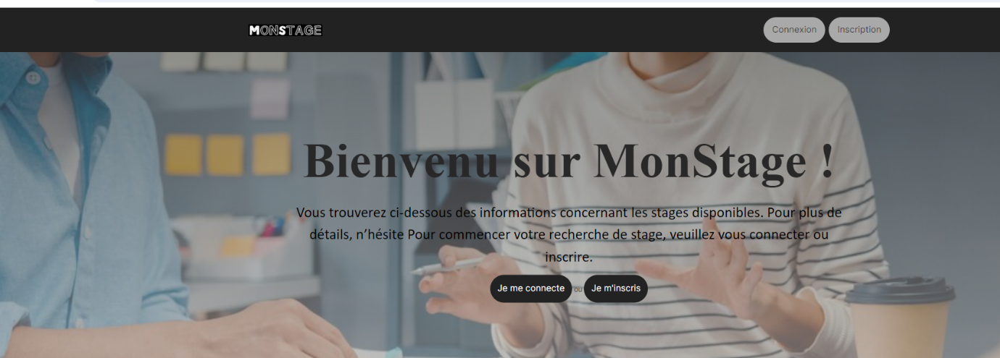 MONSTAGE
Connexion Inscription
Bienvenu sur MonStage !
Vous trouverez ci-dessous des informations concernant les stages disponibles. Pour plus de
détails, n’hésite Pour commencer votre recherche de stage, veuillez vous connecter ou
inscrire.
Je me connecte ou Je m'inscris